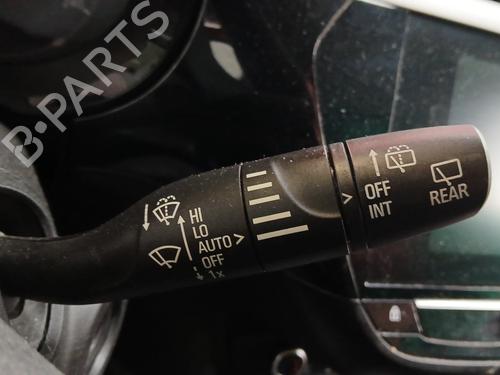 B-PARTS
HI
LO
AUTO
OFF
1x
OFF
INT
REAR